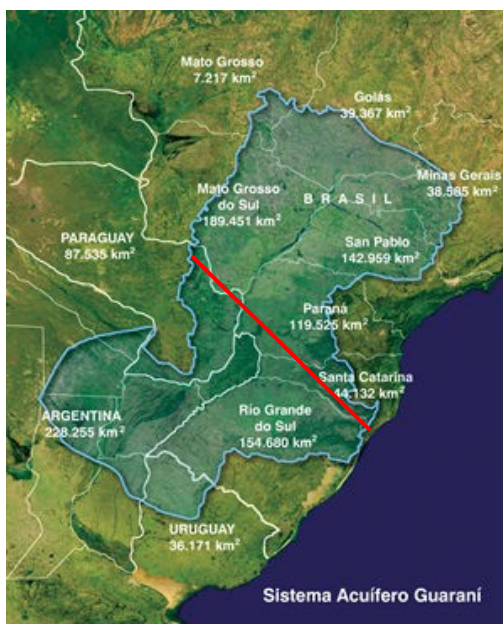 Mato Grosso
7.217 km²
Goiás
39.367 km²
Minas Gerais
38.585 km²
Mato Grosso
do Sul
189.451 km²
BRASIL
PARAGUAY
87.535 km²
San Pablo
142.959 km²
Paraná
119.525 km²
Santa Catarina
44.132 km²
ARGENTINA
228.255 km²
Rio Grande
do Sul
154.680 km²
URUGUAY
36.171 km²
Sistema Acuífero Guaraní